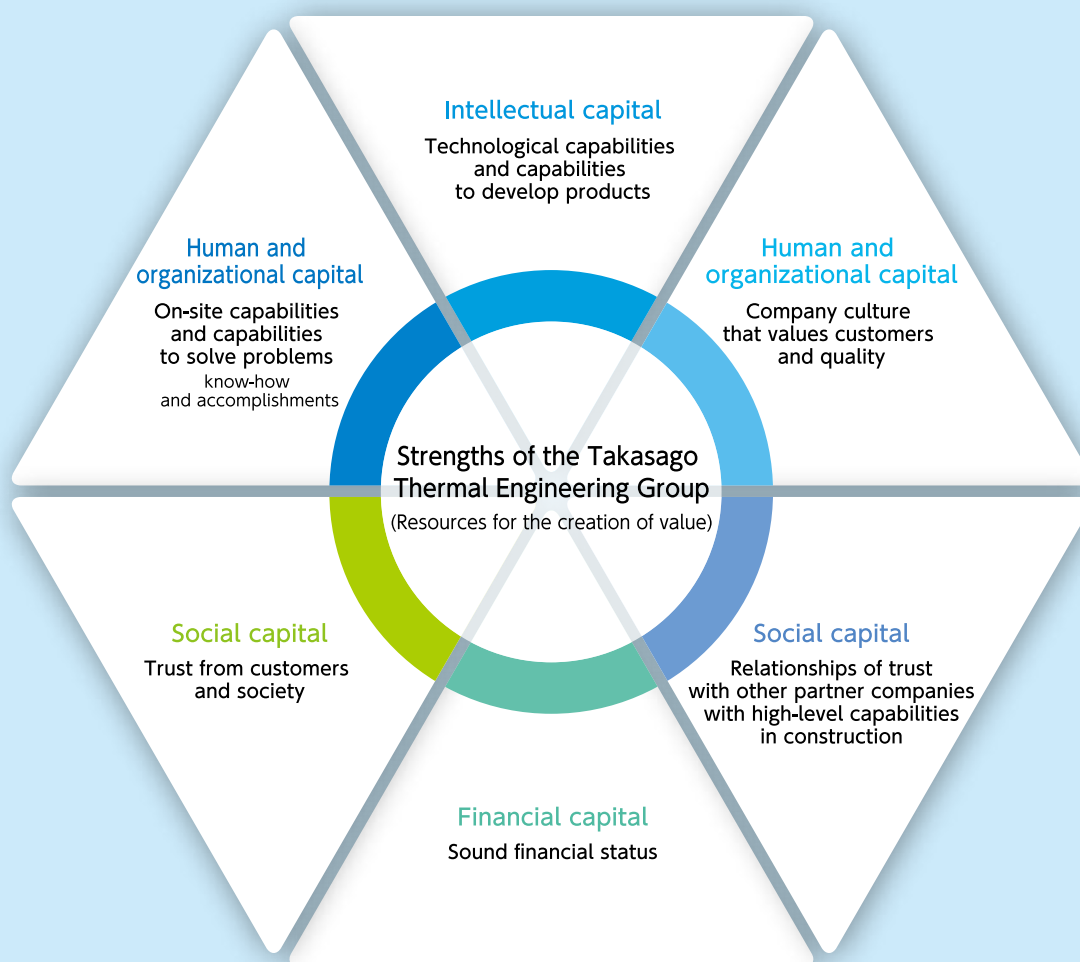 Intellectual capital
Technological capabilities
and capabilities
to develop products
Human and
organizational capital
On-site capabilities
and capabilities
to solve problems
know-how
and accomplishments
Human and
organizational capital
Company culture
that values customers
and quality
Strengths of the Takasago
Thermal Engineering Group
(Resources for the creation of value)
Social capital
Trust from customers
and society
Social capital
Relationships of trust
with other partner companies
with high-level capabilities
in construction
Financial capital
Sound financial status